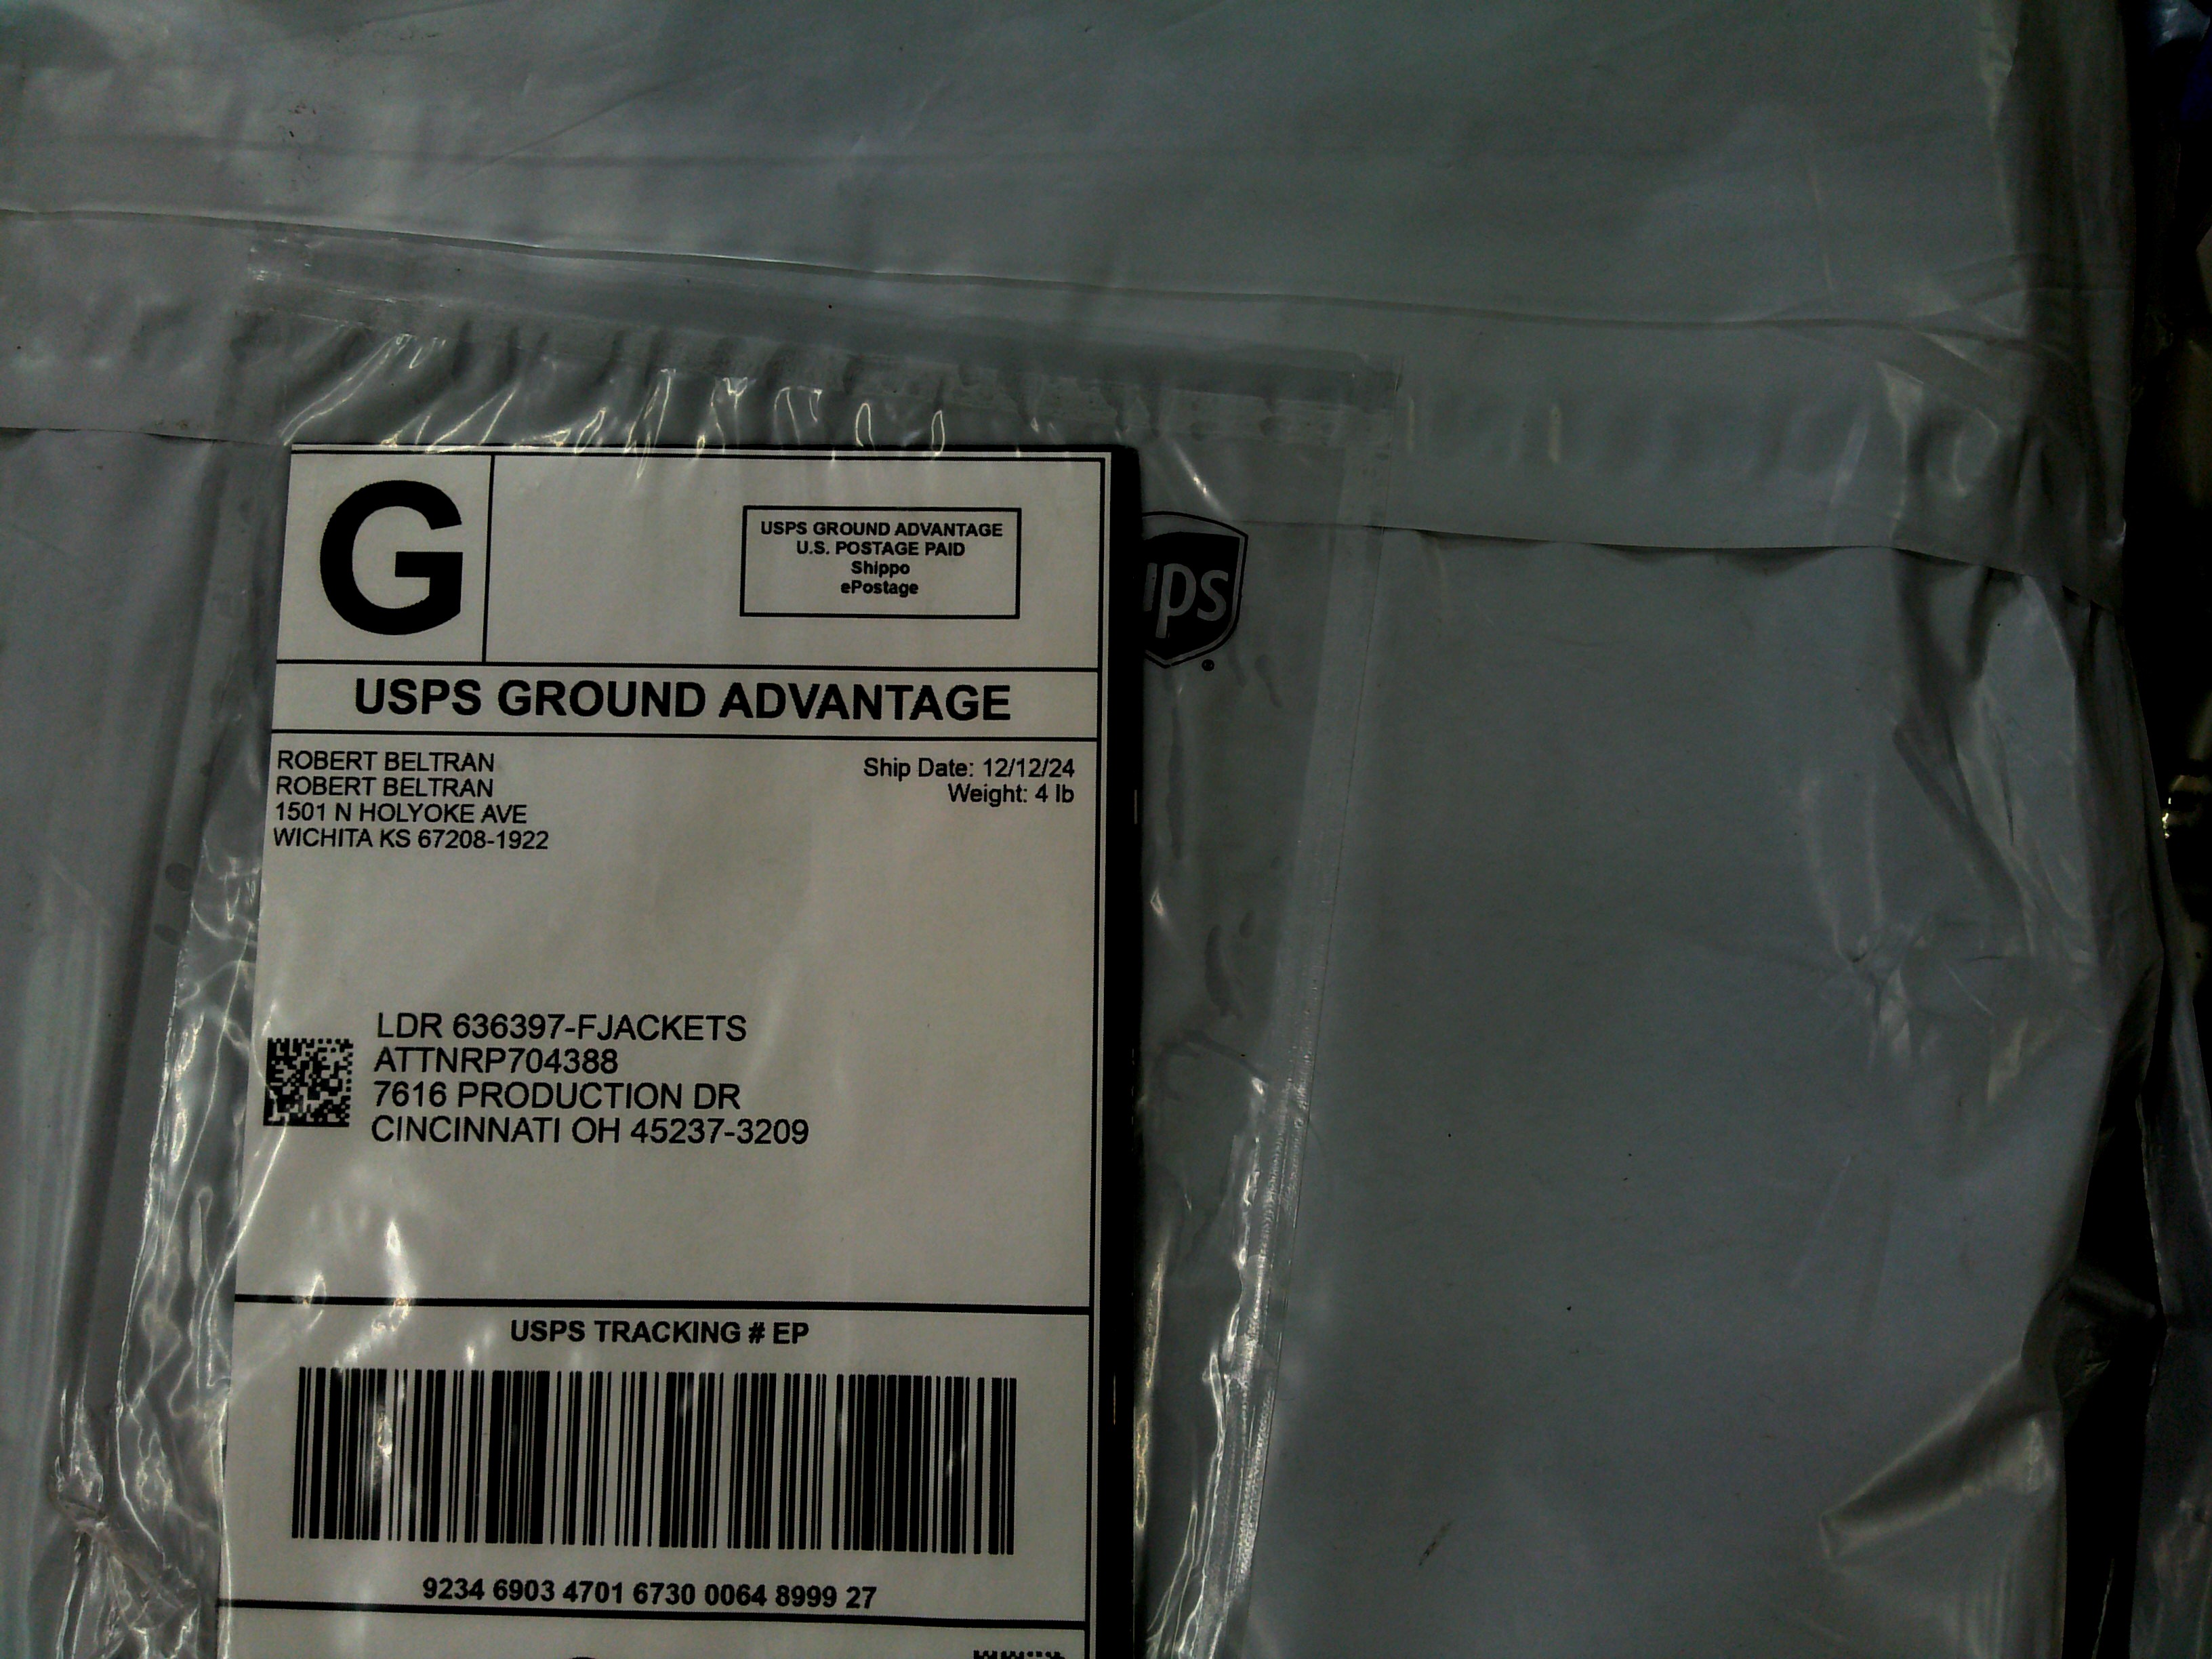 G
USPS GROUND ADVANTAGE
U.S. POSTAGE PAID
Shippo
ePostage
ups
USPS GROUND ADVANTAGE
ROBERT BELTRAN
ROBERT BELTRAN
1501 N HOLYOKE AVE
WICHITA KS 67208-1922
Ship Date: 12/12/24
Weight: 4 lb
LDR 636397-FJACKETS
ATTNRP704388
7616 PRODUCTION DR
CINCINNATI OH 45237-3209
USPS TRACKING # EP
9234 6903 4701 6730 0064 8999 27